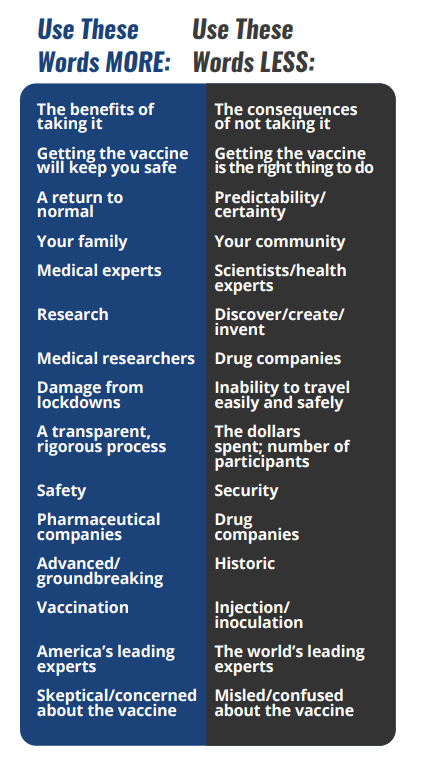 Use These
Words MORE:
Use These
Words LESS:
The benefits of
taking it
The consequences
of not taking it
Getting the vaccine
will keep you safe
Getting the vaccine
is the right thing to do
A return to
normal
Predictability/
certainty
Your family
Your community
Medical experts
Scientists/health
experts
Research
Discover/create/
invent
Medical researchers
Drug companies
Damage from
lockdowns
Inability to travel
easily and safely
A transparent,
rigorous process
The dollars
spent; number of
participants
Safety
Security
Pharmaceutical
companies
Drug
companies
Advanced/
groundbreaking
Historic
Vaccination
Injection/
inoculation
America's leading
experts
The world's leading
experts
Skeptical/concerned
about the vaccine
Misled/confused
about the vaccine